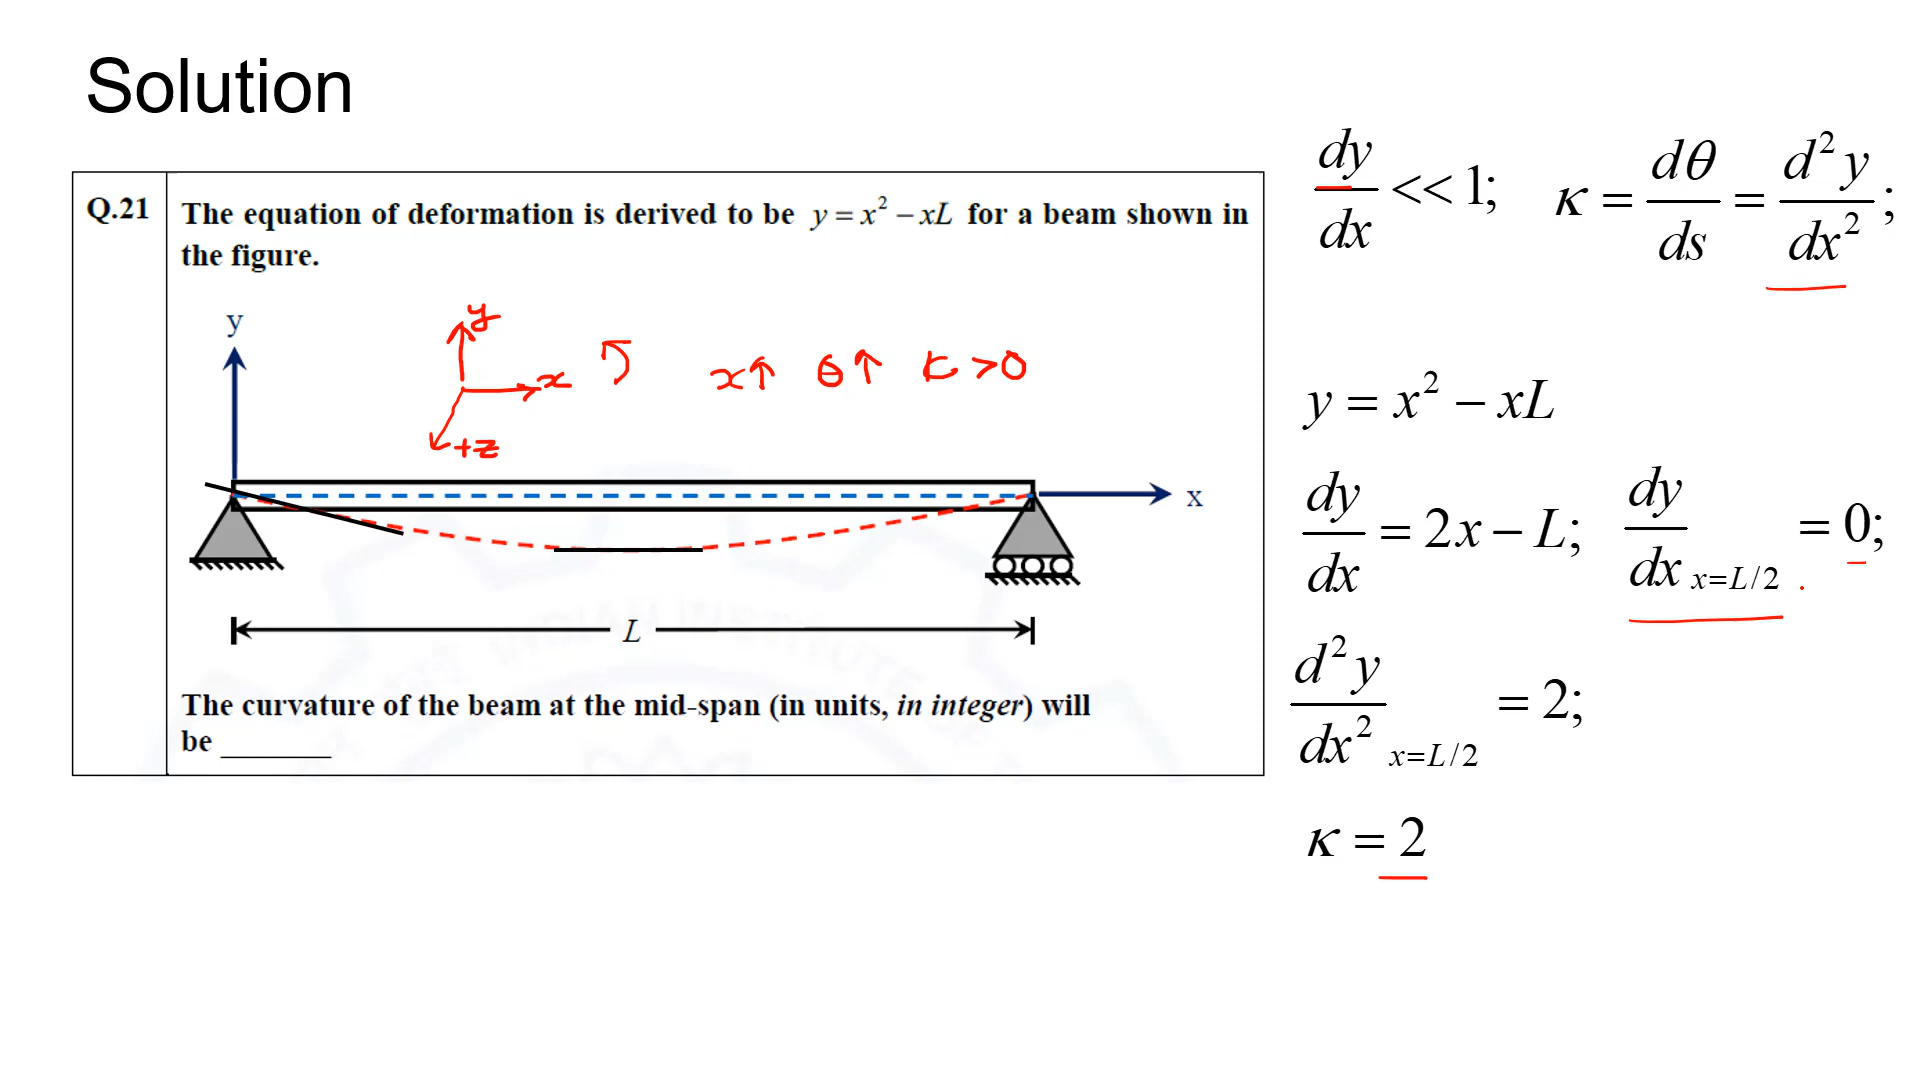 Solution
Q.21
The equation of deformation is derived to be y = x² − xL for a beam shown in
the figure.
y
y
x
+z
x↑ θ↑ κ >0
x
L
The curvature of the beam at the mid-span (in units, in integer) will
be ________
dy/dx << 1; κ = dθ/ds = d²y/dx²;
y = x² − xL
dy/dx = 2x − L; dy/dx x=L/2 = 0;
d²y/dx² x=L/2 = 2;
κ = 2